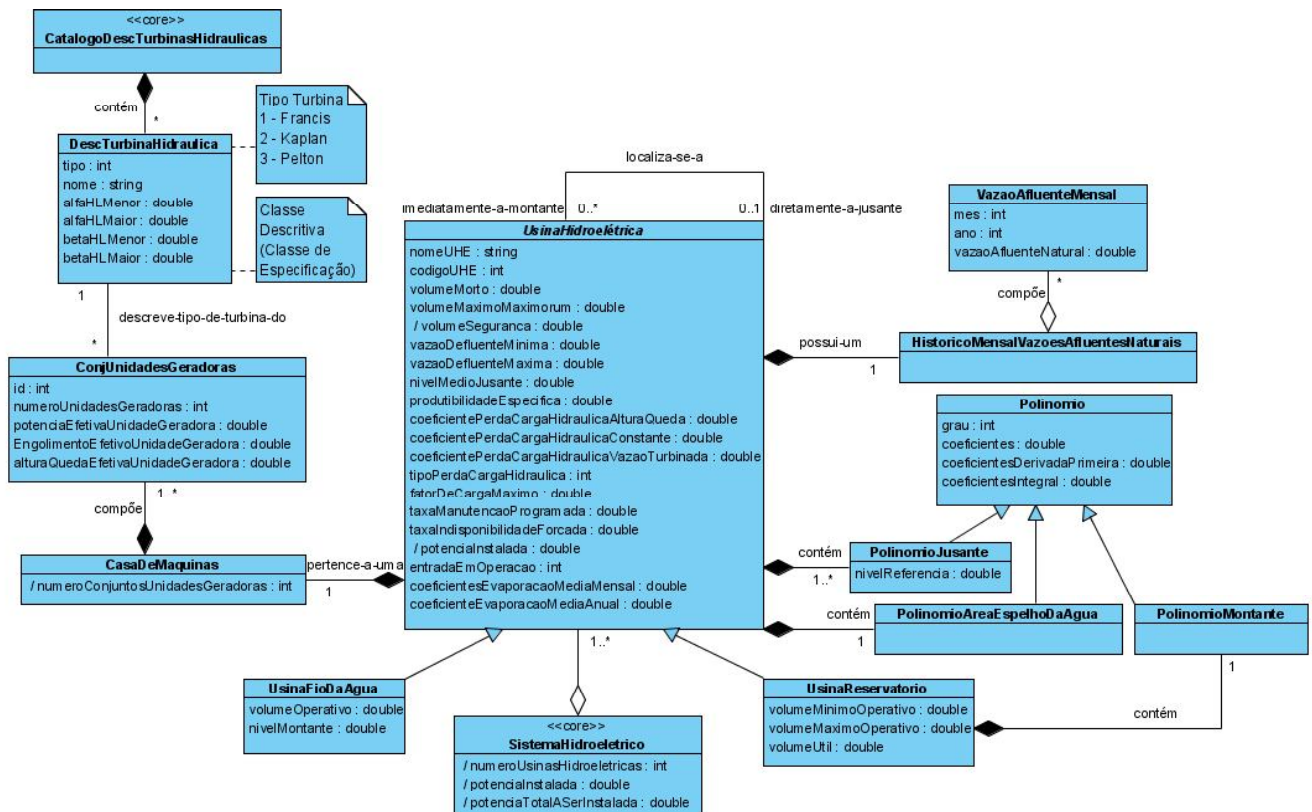 <<core>>
CatalogoDescTurbinasHidraulicas
contém
*
Tipo Turbina
1 - Francis
2 - Kaplan
3 - Pelton
DescTurbinaHidraulica
tipo : int
nome : string
alfaHLMenor : double
alfaHLMaior : double
betaHLMenor : double
betaHLMaior : double
Classe
Descritiva
(Classe de
Especificação)
1
descreve-tipo-de-turbina-do
*
ConjUnidadesGeradoras
id : int
numeroUnidadesGeradoras : int
potenciaEfetivaUnidadeGeradora : double
EngolimentoEfetivoUnidadeGeradora : double
alturaQuedaEfetivaUnidadeGeradora : double
1 *
compõe
CasaDeMaquinas
/ numeroConjuntosUnidadesGeradoras : int
pertence-a-uma
1
localiza-se-a
imediatamente-a-montante
0..*
0..1
diretamente-a-jusante
UsinaHidroelétrica
nomeUHE : string
codigoUHE : int
volumeMorto : double
volumeMaximoMaximorum : double
/ volumeSeguranca : double
vazaoDefluenteMinima : double
vazaoDefluenteMaxima : double
nivelMedioJusante : double
produtibilidadeEspecifica : double
coeficientePerdaCargaHidraulicaAlturaQueda : double
coeficientePerdaCargaHidraulicaConstante : double
coeficientePerdaCargaHidraulicaVazaoTurbinada : double
tipoPerdaCargaHidraulica : int
fatorDeCargaMaximo : double
taxaManutencaoProgramada : double
taxaIndisponibilidadeForcada : double
/ potenciaInstalada : double
entradaEmOperacao : int
coeficientesEvaporacaoMediaMensal : double
coeficienteEvaporacaoMediaAnual : double
VazaoAfluenteMensal
mes : int
ano : int
vazaoAfluenteNatural : double
compõe
*
possui-um
1
HistoricoMensalVazoesAfluentesNaturais
Polinomio
grau : int
coeficientes : double
coeficientesDerivadaPrimeira : double
coeficientesIntegral : double
contém
1..*
PolinomioJusante
nivelReferencia : double
contém
1
PolinomioAreaEspelhoDaAgua
PolinomioMontante
1
contém
1..*
UsinaFioDaAgua
volumeOperativo : double
nivelMontante : double
<<core>>
SistemaHidroeletrico
/ numeroUsinasHidroeletricas : int
/ potenciaInstalada : double
/ potenciaTotalASerInstalada : double
UsinaReservatorio
volumeMinimoOperativo : double
volumeMaximoOperativo : double
volumeUtil : double